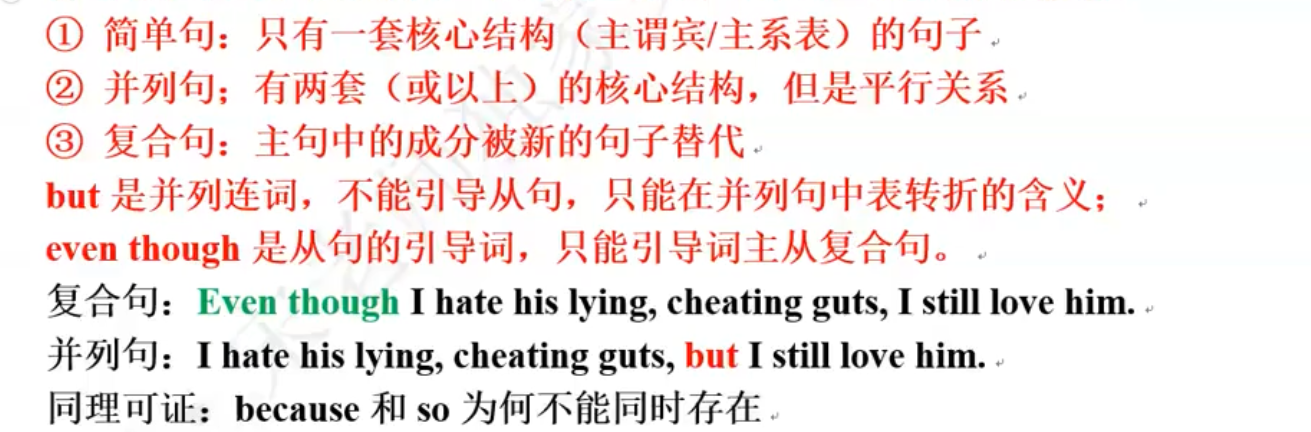 ① 简单句：只有一套核心结构（主谓宾/主系表）的句子
② 并列句；有两套（或以上）的核心结构，但是平行关系
③ 复合句：主句中的成分被新的句子替代
but 是并列连词，不能引导从句，只能在并列句中表转折的含义；
even though 是从句的引导词，只能引导词主从复合句。
复合句：Even though I hate his lying, cheating guts, I still love him.
并列句：I hate his lying, cheating guts, but I still love him.
同理可证：because 和 so 为何不能同时存在